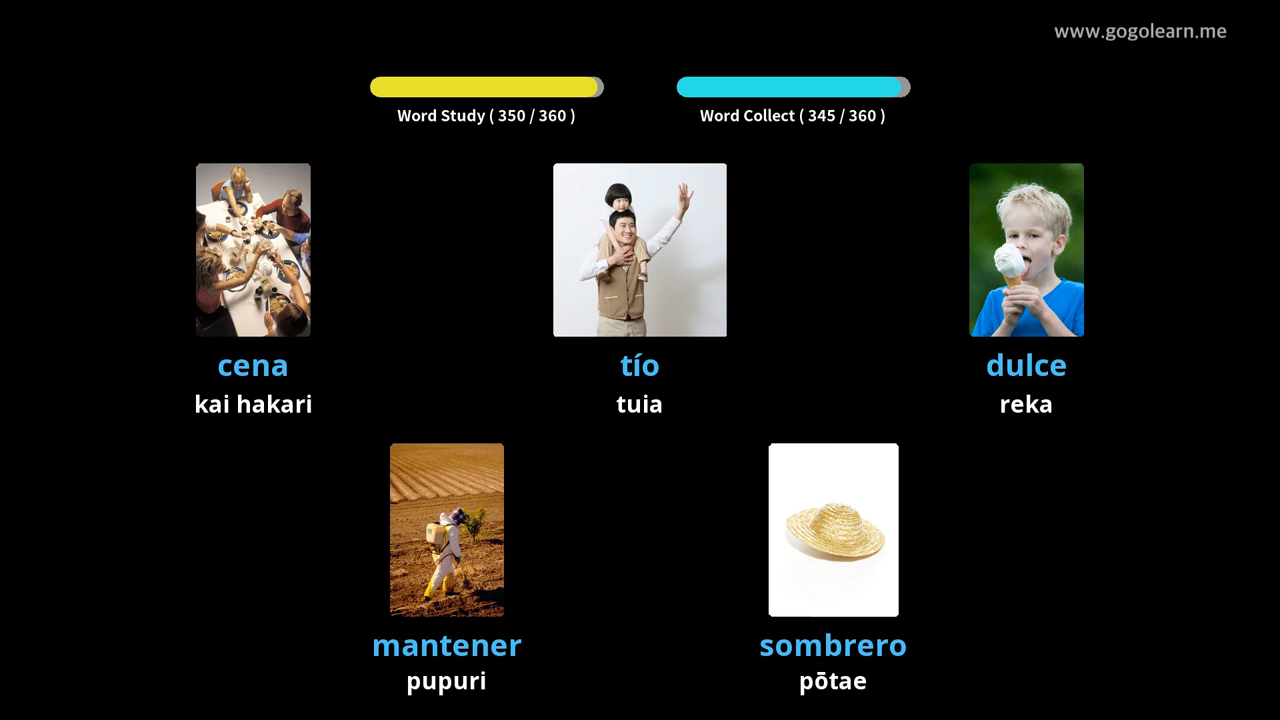 www.gogolearn.me
Word Study ( 350 / 360 )
Word Collect ( 345 / 360 )
cena
kai hakari
tío
tuia
dulce
reka
mantener
pupuri
sombrero
pōtae